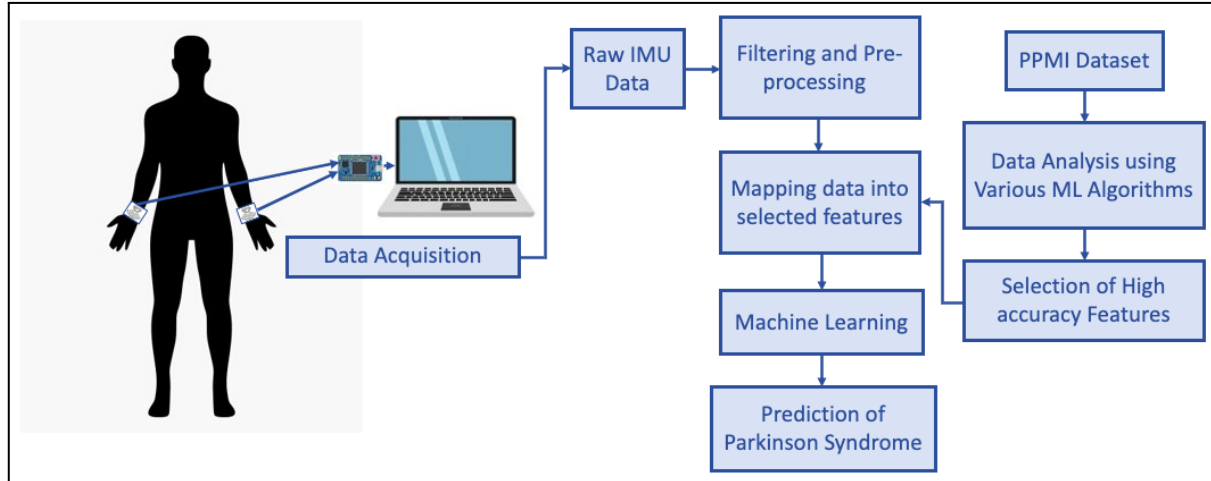 Raw IMU
Data
Filtering and Pre-
processing
PPMI Dataset
Data Analysis using
Various ML Algorithms
Mapping data into
selected features
Data Acquisition
Selection of High
accuracy Features
Machine Learning
Prediction of
Parkinson Syndrome